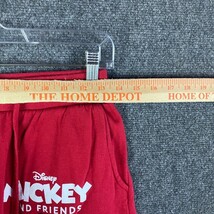 THE HOME DEPOT HOME OF
Disney
MICKEY
AND FRIENDS